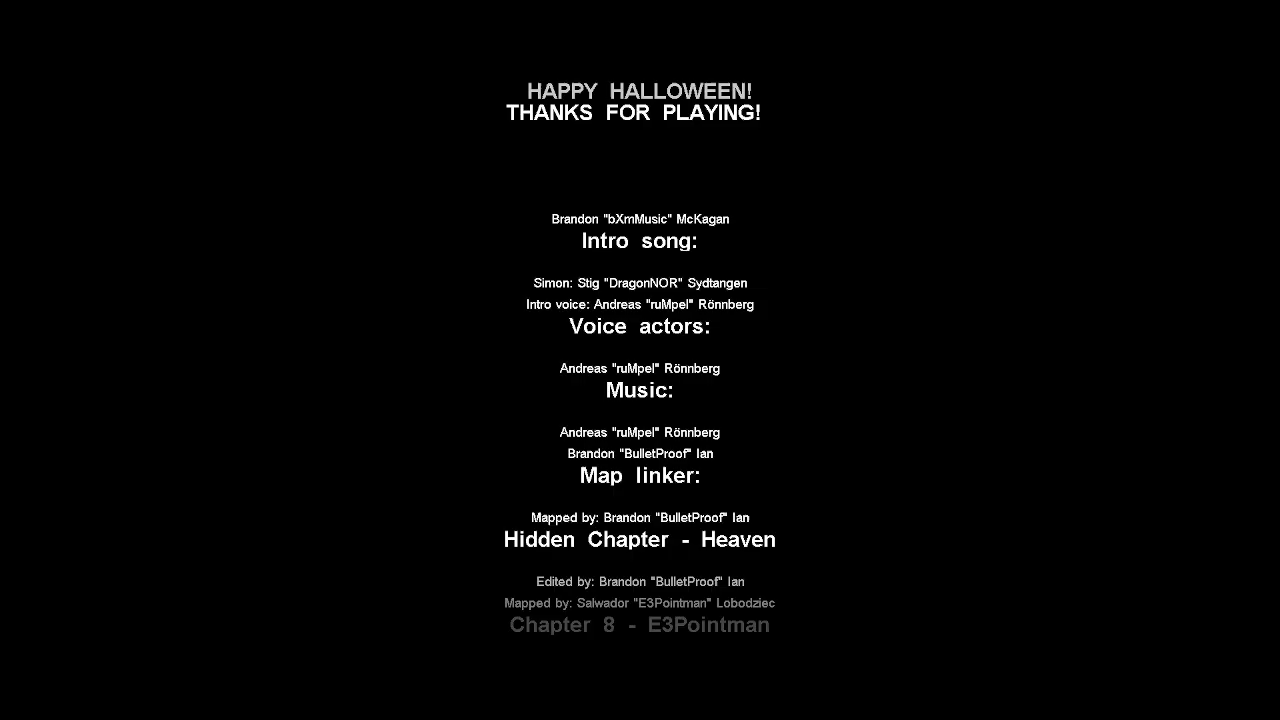 HAPPY HALLOWEEN!
THANKS FOR PLAYING!
Brandon "bXmMusic" McKagan
Intro song:
Simon: Stig "DragonNOR" Sydtangen
Intro voice: Andreas "ruMpel" Rönnberg
Voice actors:
Andreas "ruMpel" Rönnberg
Music:
Andreas "ruMpel" Rönnberg
Brandon "BulletProof" Ian
Map linker:
Mapped by: Brandon "BulletProof" Ian
Hidden Chapter - Heaven
Edited by: Brandon "BulletProof" Ian
Mapped by: Salwador "E3Pointman" Lobodziec
Chapter 8 - E3Pointman